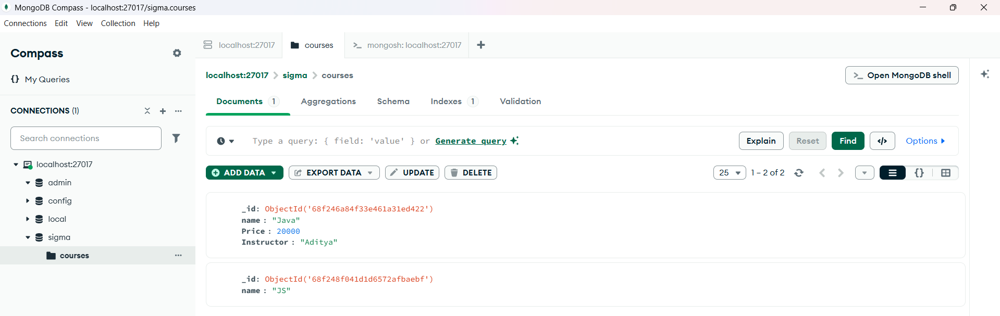 MongoDB Compass - localhost:27017/sigma.courses
Connections Edit View Collection Help
Compass
{} My Queries
CONNECTIONS (1)
Search connections
localhost:27017
admin
config
local
sigma
courses
localhost:27017
courses
>_ mongosh: localhost:27017
localhost:27017 > sigma > courses
>_ Open MongoDB shell
Documents 1 Aggregations Schema Indexes 1 Validation
Type a query: { field: 'value' } or Generate query
Explain Reset Find </> Options
ADD DATA EXPORT DATA UPDATE DELETE
25 1 – 2 of 2 {}
_id: ObjectId('68f246a84f33e461a31ed422')
name : "Java"
Price : 20000
Instructor : "Aditya"
_id: ObjectId('68f248f041d1d6572afbaebf')
name : "JS"